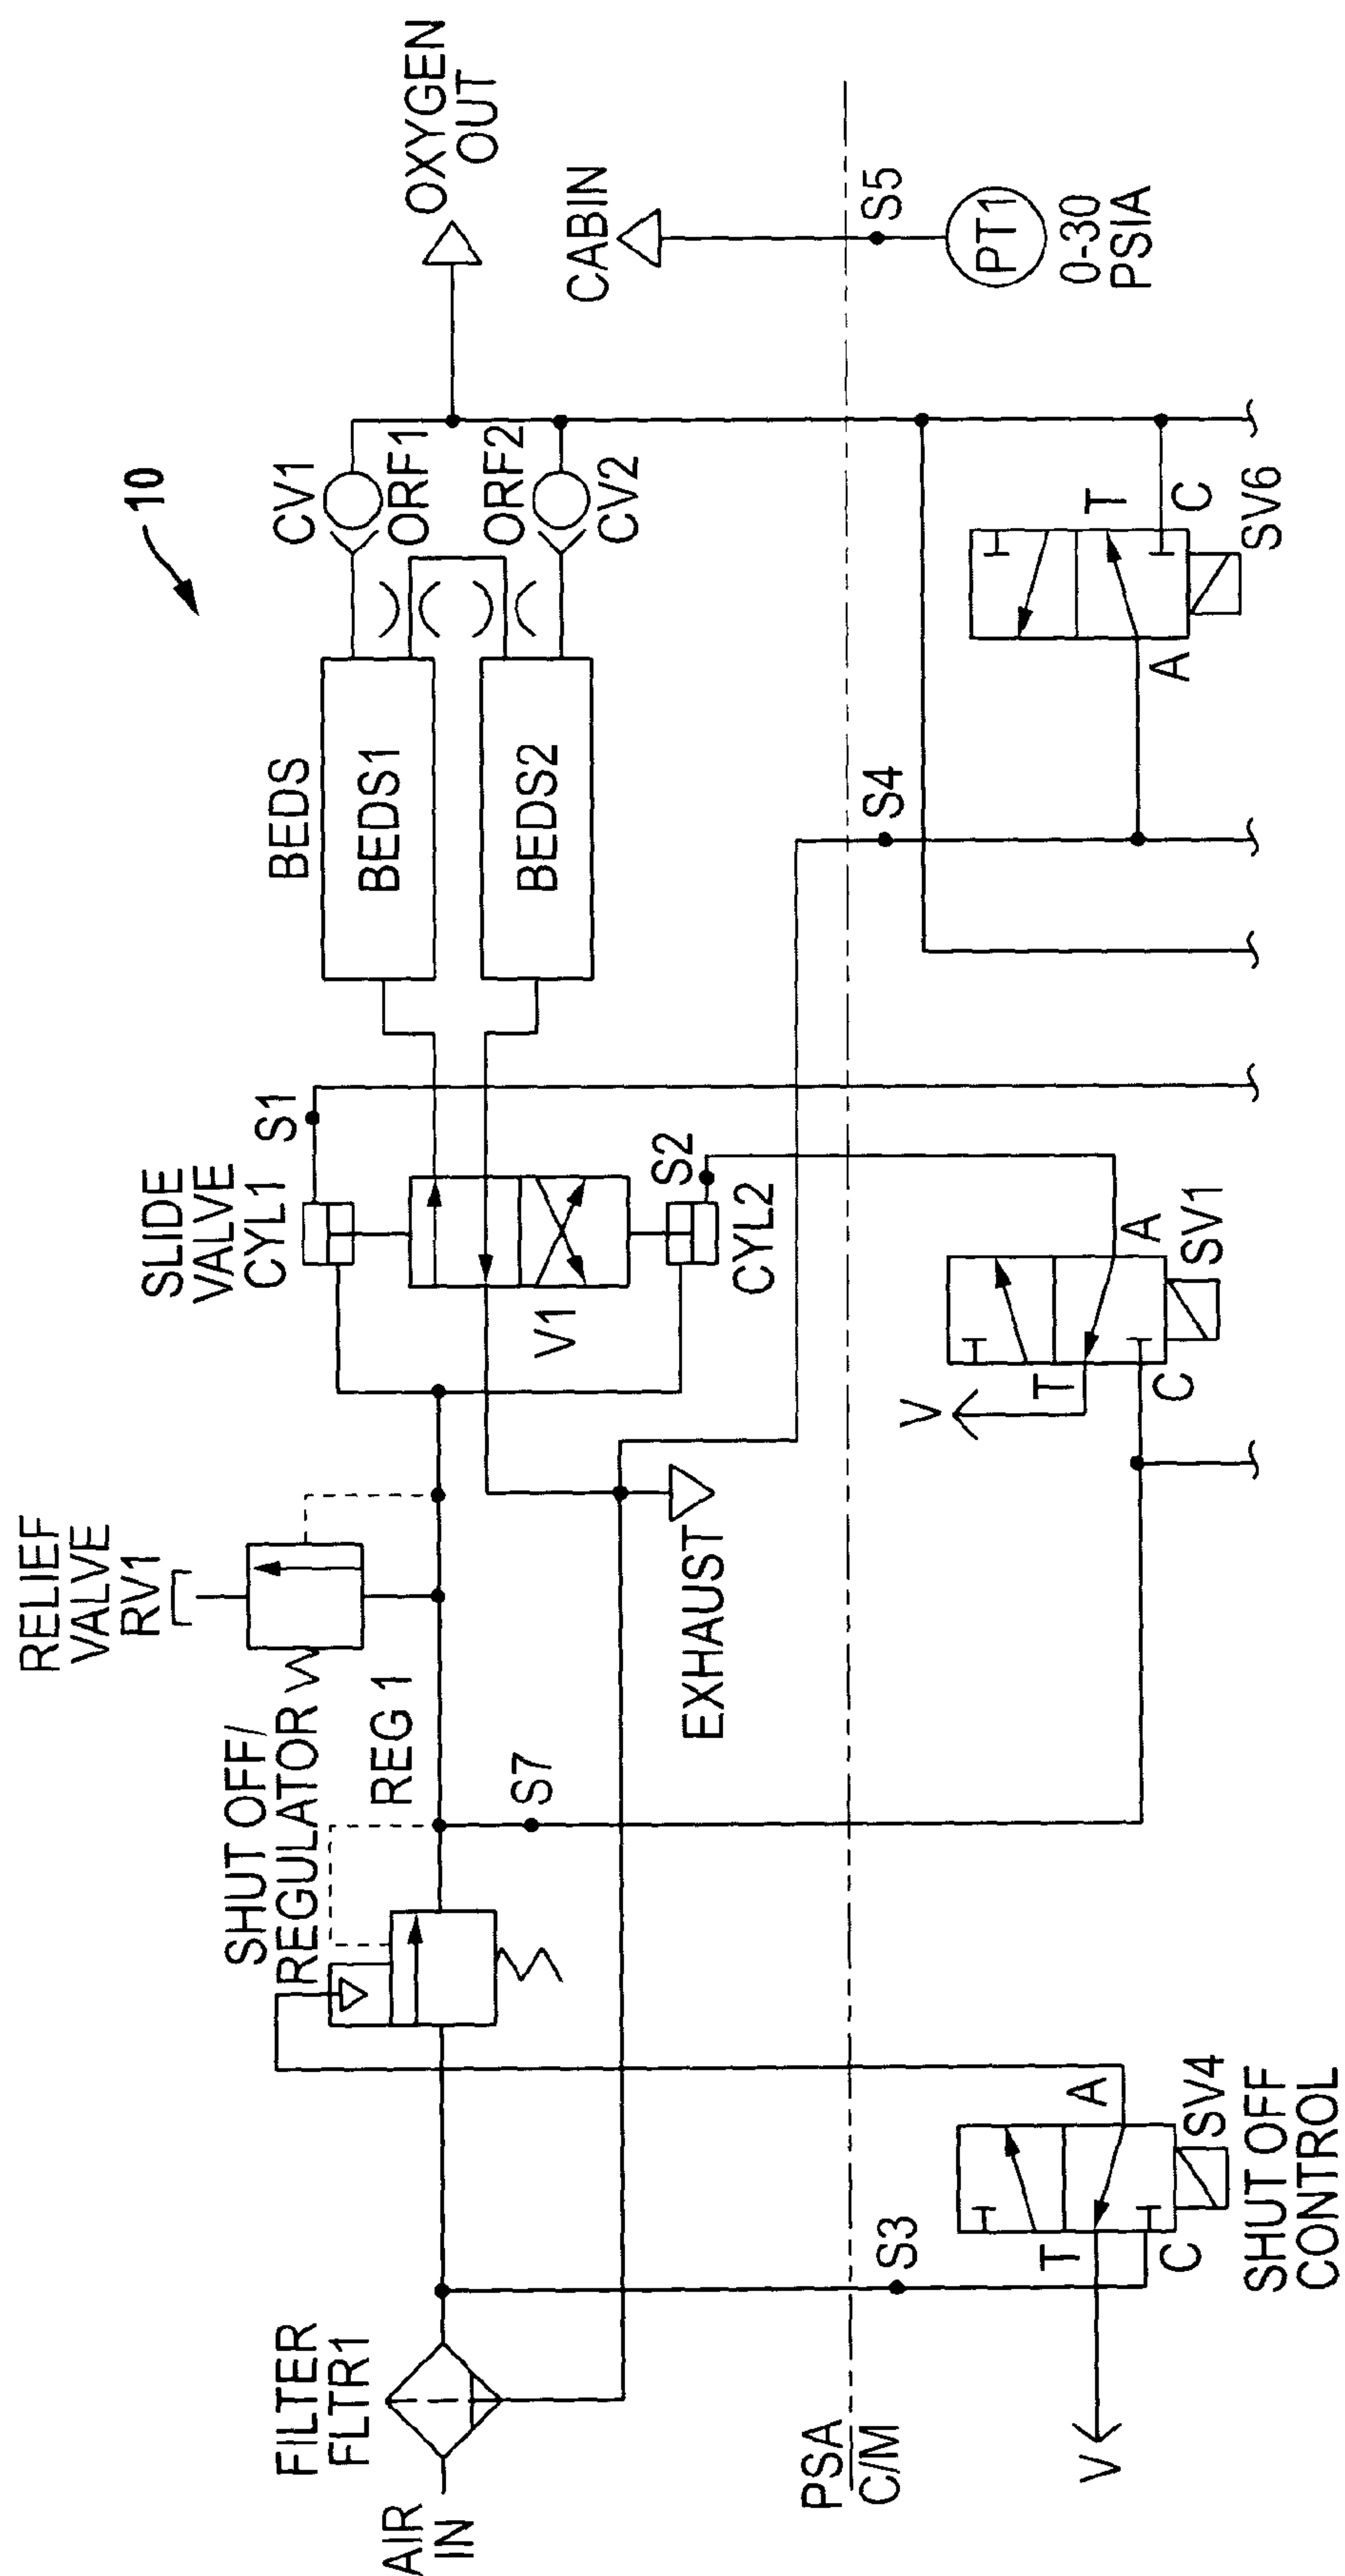 10
RELIEF
VALVE
RV1
SLIDE
VALVE
CYL1
S1
BEDS
BEDS1
BEDS2
CV1
ORF1
ORF2
CV2
OXYGEN
OUT
SHUT OFF/
REGULATOR
REG 1
S7
V1
S2
CYL2
CABIN
FILTER
FLTR1
AIR
IN
EXHAUST
PSA
C/M
S3
S4
S5
PT1
0-30
PSIA
V
T
A
C
SV4
SHUT OFF
CONTROL
V
T
A
C
SV1
A
T
C
SV6